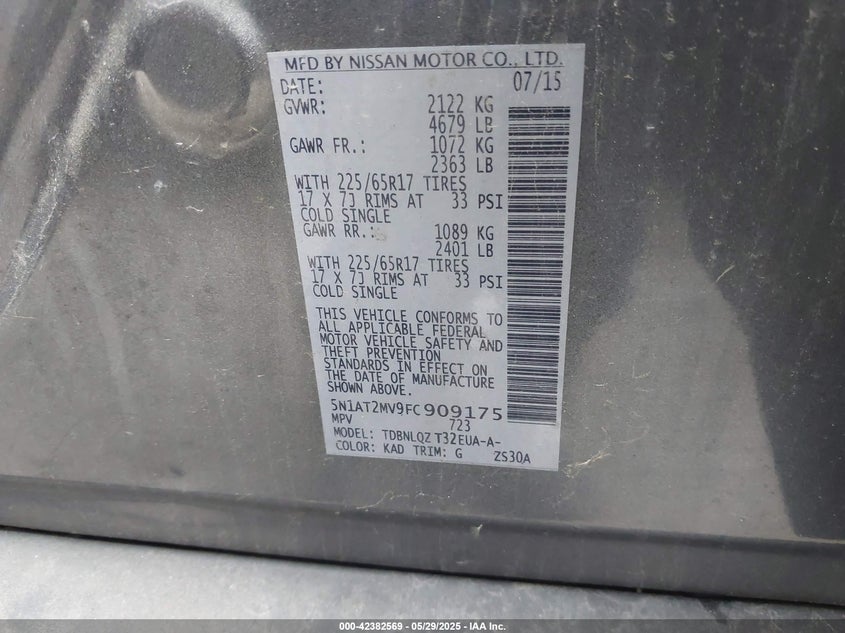 MFD BY NISSAN MOTOR CO., LTD.
DATE: 07/15
GVWR: 2122 KG
4679 LB
GAWR FR.: 1072 KG
2363 LB
WITH 225/65R17 TIRES
17 X 7J RIMS AT 33 PSI
COLD SINGLE
GAWR RR.: 1089 KG
2401 LB
WITH 225/65R17 TIRES
17 X 7J RIMS AT 33 PSI
COLD SINGLE
THIS VEHICLE CONFORMS TO
ALL APPLICABLE FEDERAL
MOTOR VEHICLE SAFETY AND
THEFT PREVENTION
STANDARDS IN EFFECT ON
THE DATE OF MANUFACTURE
SHOWN ABOVE.
5N1AT2MV9FC909175
MPV 723
MODEL: TDBNLQZ T32EUA-A-
COLOR: KAD TRIM: G ZS30A
000-42382569 • 05/29/2025 - IAA Inc.